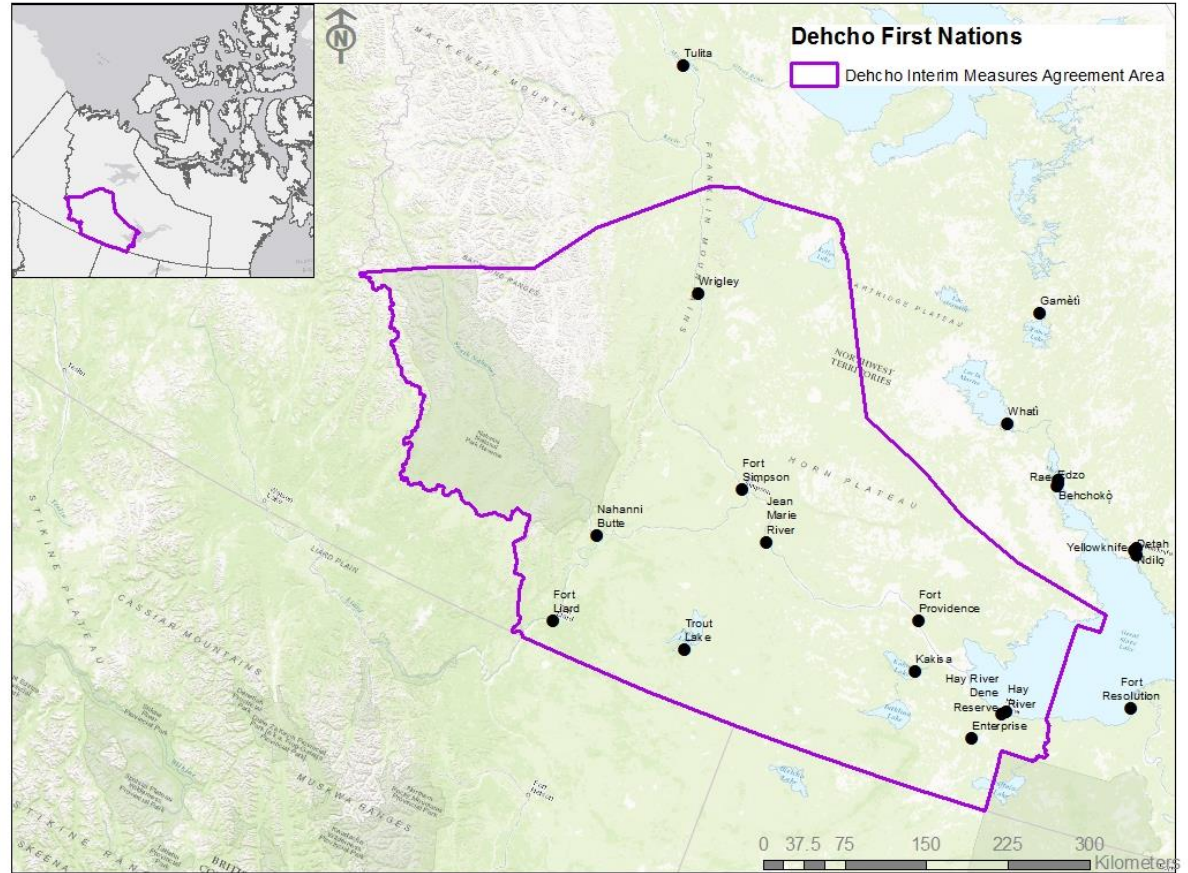 N
Dehcho First Nations
Dehcho Interim Measures Agreement Area
MACKENZIE MOUNTAINS
Tulita
FRANKLIN MOUNTAINS
Wrigley
Gamètì
NORTHWEST
TERRITORIES
Whatì
HORN PLATEAU
Fort
Simpson
Rae
Edzo
Behchokǫ̀
Jean
Marie
River
Nahanni
Butte
Yellowknife
Detah
Ndilǫ
LIARD PLAIN
STIKINE PLATEAU
CASSIAR MOUNTAINS
Fort
Liard
Trout
Lake
Fort
Providence
Kakisa
Hay River
Dene
Reserve
Hay
River
Enterprise
Fort
Resolution
MUSKWA RANGES
0 37.5 75 150 225 300
Kilometers